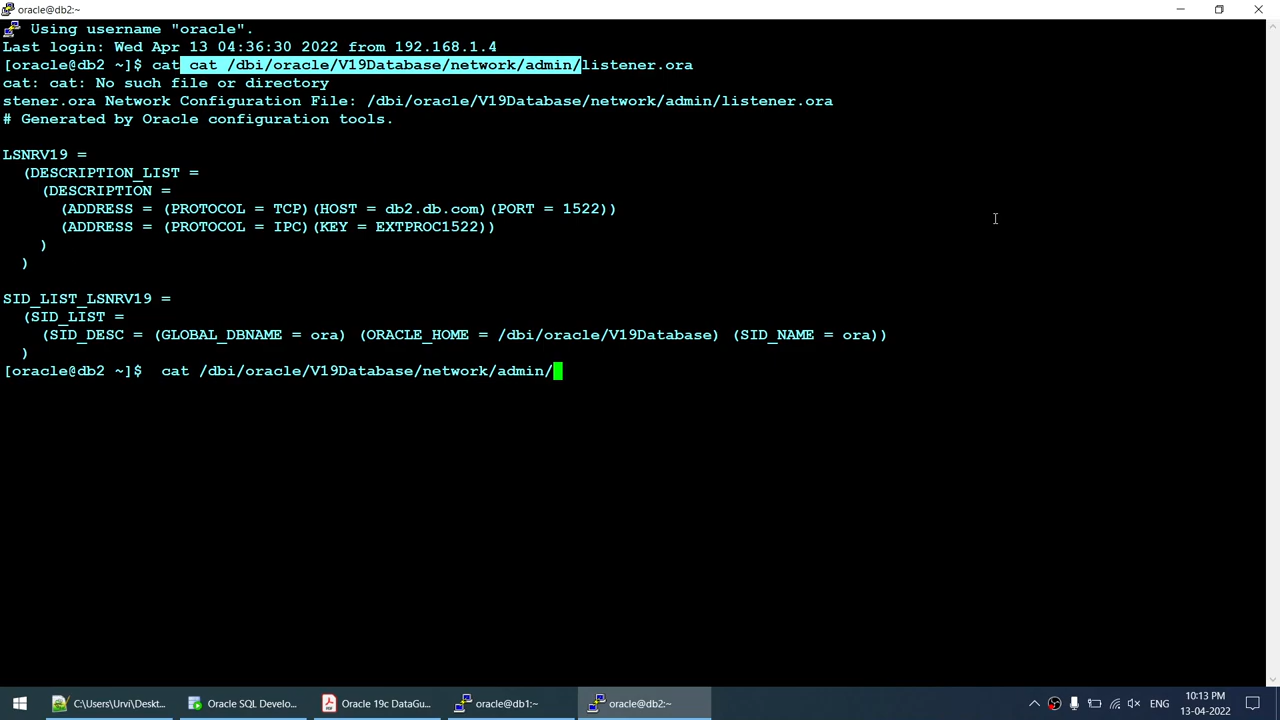 oracle@db2:~
Using username "oracle".
Last login: Wed Apr 13 04:36:30 2022 from 192.168.1.4
[oracle@db2 ~]$ cat cat /dbi/oracle/V19Database/network/admin/listener.ora
cat: cat: No such file or directory
stener.ora Network Configuration File: /dbi/oracle/V19Database/network/admin/listener.ora
# Generated by Oracle configuration tools.
LSNRV19 =
(DESCRIPTION_LIST =
(DESCRIPTION =
(ADDRESS = (PROTOCOL = TCP)(HOST = db2.db.com)(PORT = 1522))
(ADDRESS = (PROTOCOL = IPC)(KEY = EXTPROC1522))
)
)
SID_LIST_LSNRV19 =
(SID_LIST =
(SID_DESC = (GLOBAL_DBNAME = ora) (ORACLE_HOME = /dbi/oracle/V19Database) (SID_NAME = ora))
)
[oracle@db2 ~]$  cat /dbi/oracle/V19Database/network/admin/
C:\Users\Urvi\Deskt... Oracle SQL Develo... Oracle 19c DataGu... oracle@db1:~ oracle@db2:~ ENG 10:13 PM
13-04-2022